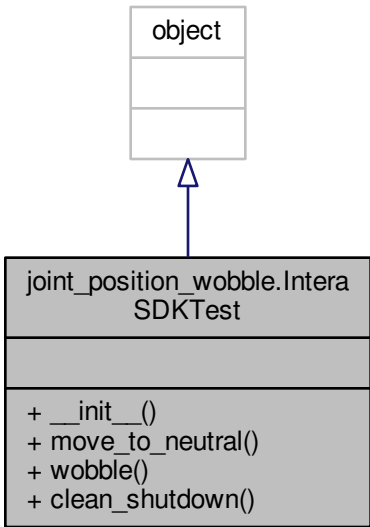 object
joint_position_wobble.Intera
SDKTest
+ __init__()
+ move_to_neutral()
+ wobble()
+ clean_shutdown()